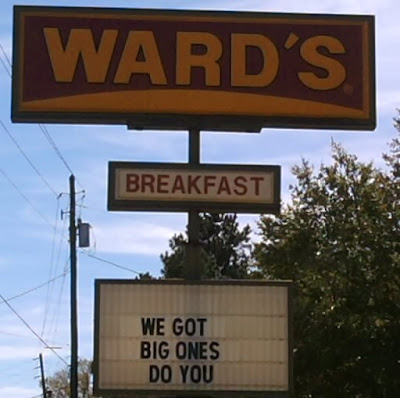 WARD'S
BREAKFAST
WE GOT
BIG ONES
DO YOU